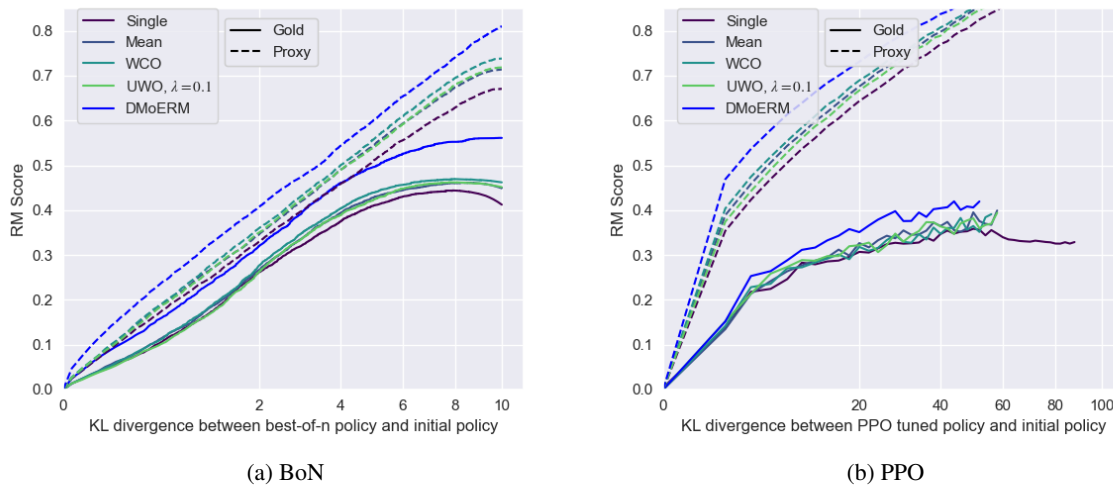 Single
Mean
WCO
UWO, λ=0.1
DMoERM
Gold
Proxy
0.8
0.7
0.6
0.5
0.4
0.3
0.2
0.1
0.0
RM Score
0 2 4 6 8 10
KL divergence between best-of-n policy and initial policy
(a) BoN
Single
Mean
WCO
UWO, λ=0.1
DMoERM
Gold
Proxy
0.8
0.7
0.6
0.5
0.4
0.3
0.2
0.1
0.0
RM Score
0 20 40 60 80 100
KL divergence between PPO tuned policy and initial policy
(b) PPO